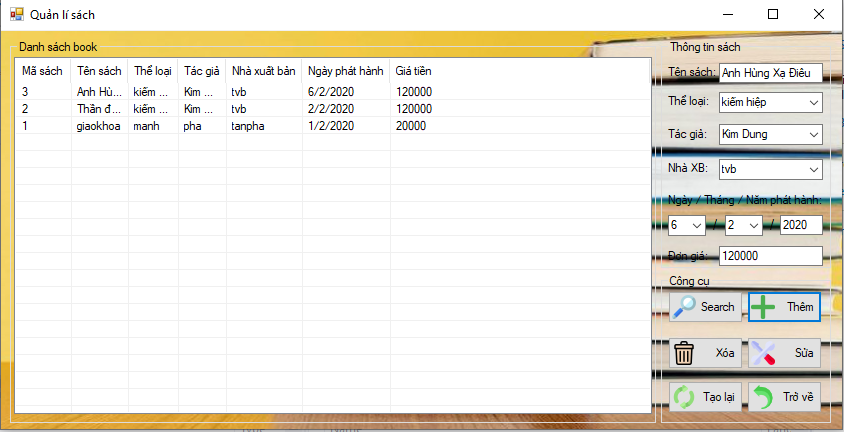 Quản lí sách
Danh sách book
Mã sách Tên sách Thể loại Tác giả Nhà xuất bản Ngày phát hành Giá tiền
3 Anh Hù... kiếm ... Kim ... tvb 6/2/2020 120000
2 Thần đ... kiếm ... Kim ... tvb 2/2/2020 120000
1 giaokhoa manh pha tanpha 1/2/2020 20000
Thông tin sách
Tên sách: Anh Hùng Xạ Điêu
Thể loại: kiếm hiệp
Tác giả: Kim Dung
Nhà XB: tvb
Ngày / Tháng / Năm phát hành:
6 / 2 / 2020
Đơn giá: 120000
Công cụ
Search Thêm
Xóa Sửa
Tạo lại Trở về